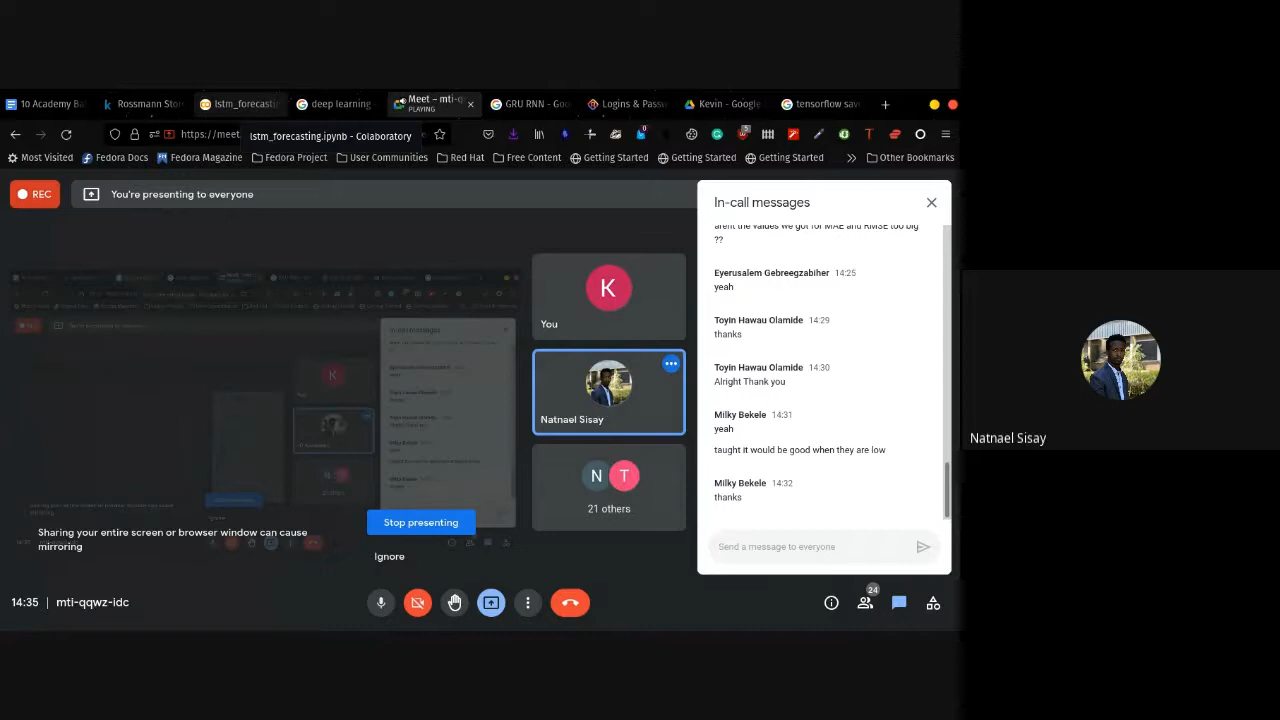 10 Academy Ba
Rossmann Stor
lstm_forecastin
deep learning
Meet – mti-q
PLAYING
GRU RNN - Goo
Logins & Passw
Kevin - Google
tensorflow sav
https://meet.
lstm_forecasting.ipynb - Colaboratory
Most Visited
Fedora Docs
Fedora Magazine
Fedora Project
User Communities
Red Hat
Free Content
Getting Started
Getting Started
Getting Started
Other Bookmarks
REC
You're presenting to everyone
In-call messages
arent the values we got for MAE and RMSE too big
??
Eyerusalem Gebreegzabiher 14:25
yeah
Toyin Hawau Olamide 14:29
thanks
Toyin Hawau Olamide 14:30
Alright Thank you
Milky Bekele 14:31
yeah
taught it would be good when they are low
Milky Bekele 14:32
thanks
Send a message to everyone
K
You
Natnael Sisay
N
T
21 others
Sharing your entire screen or browser window can cause
mirroring
Stop presenting
Ignore
14:35 | mti-qqwz-idc
24
Natnael Sisay